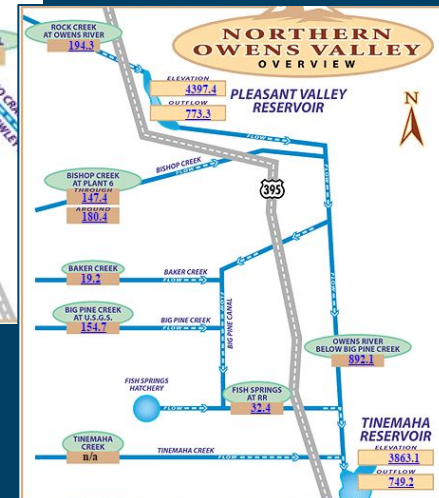 NORTHERN
OWENS VALLEY
OVERVIEW
ROCK CREEK
AT OWENS RIVER
194.3
ELEVATION
4397.4
OUTFLOW
773.3
PLEASANT VALLEY
RESERVOIR
N
FLOW
BISHOP CREEK
AT PLANT 6
THROUGH
147.4
AROUND
180.4
BISHOP CREEK
FLOW
395
FLOW
FLOW
BAKER CREEK
19.2
BAKER CREEK
FLOW
BIG PINE CREEK
AT U.S.G.S.
154.7
BIG PINE CREEK
FLOW
BIG PINE CANAL
FLOW
OWENS RIVER
BELOW BIG PINE CREEK
892.1
FISH SPRINGS
HATCHERY
FLOW
FISH SPRINGS
AT RR
32.4
TINEMAHA
CREEK
n/a
TINEMAHA CREEK
FLOW
TINEMAHA
RESERVOIR
ELEVATION
3863.1
OUTFLOW
749.2